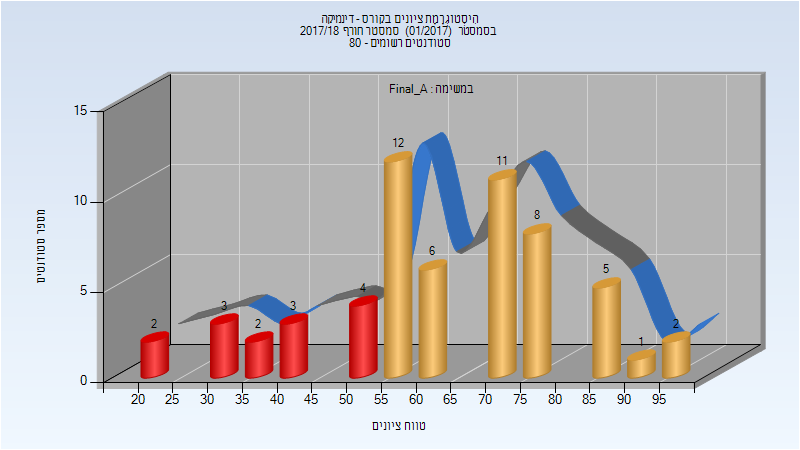 היסטוגרמת ציונים בקורס - דינמיקה
בסמסטר (01/2017) סמסטר חורף 2017/18
סטודנטים רשומים - 80
במשימה : Final_A
מספר סטודנטים
15
10
5
0
2
3
2
3
4
12
6
11
8
5
1
2
20 25 30 35 40 45 50 55 60 65 70 75 80 85 90 95
טווח ציונים